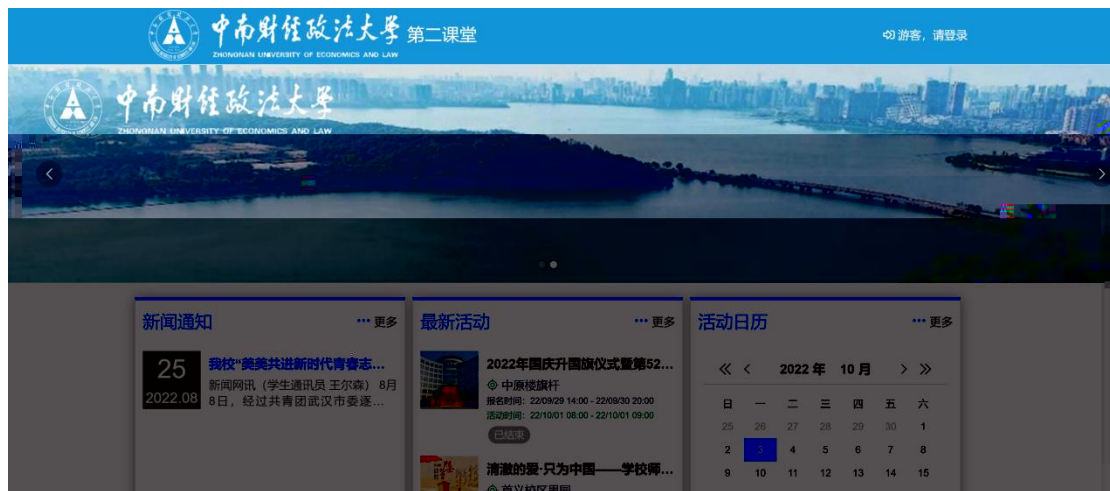 中南财经政法大学 第二课堂
ZHONGNAN UNIVERSITY OF ECONOMICS AND LAW
游客，请登录
中南财经政法大学
ZHONGNAN UNIVERSITY OF ECONOMICS AND LAW
新闻通知
••• 更多
25
2022.08
我校“美美共进新时代青春志...
新闻网讯（学生通讯员 王尔森） 8月
8日，经过共青团武汉市委逐...
最新活动
••• 更多
2022年国庆升国旗仪式暨第52...
中原楼旗杆
报名时间：22/09/29 14:00 - 22/09/30 20:00
活动时间：22/10/01 08:00 - 22/10/01 09:00
已结束
清澈的爱·只为中国——学校师...
活动日历
••• 更多
« < 2022 年 10 月 > »
日 一 二 三 四 五 六
25 26 27 28 29 30 1
2 3 4 5 6 7 8
9 10 11 12 13 14 15